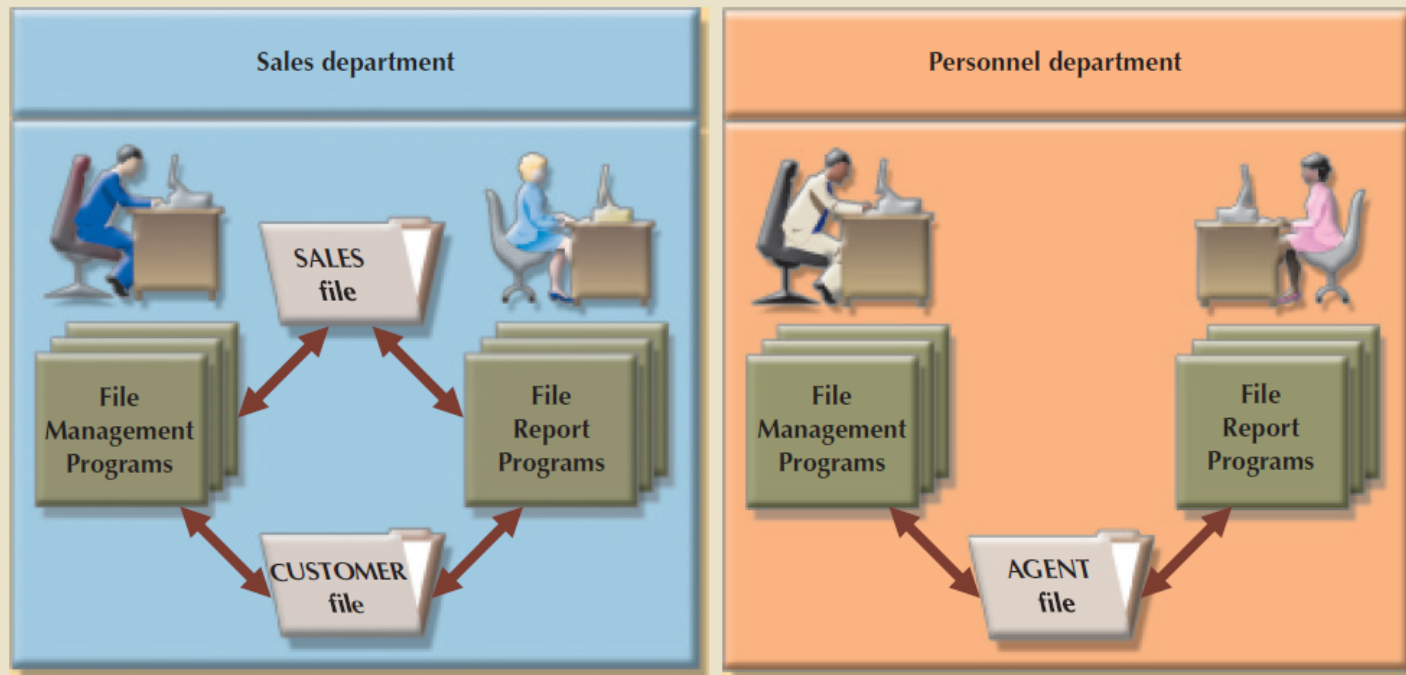 Sales department
SALES
file
File
Management
Programs
File
Report
Programs
CUSTOMER
file
Personnel department
File
Management
Programs
File
Report
Programs
AGENT
file